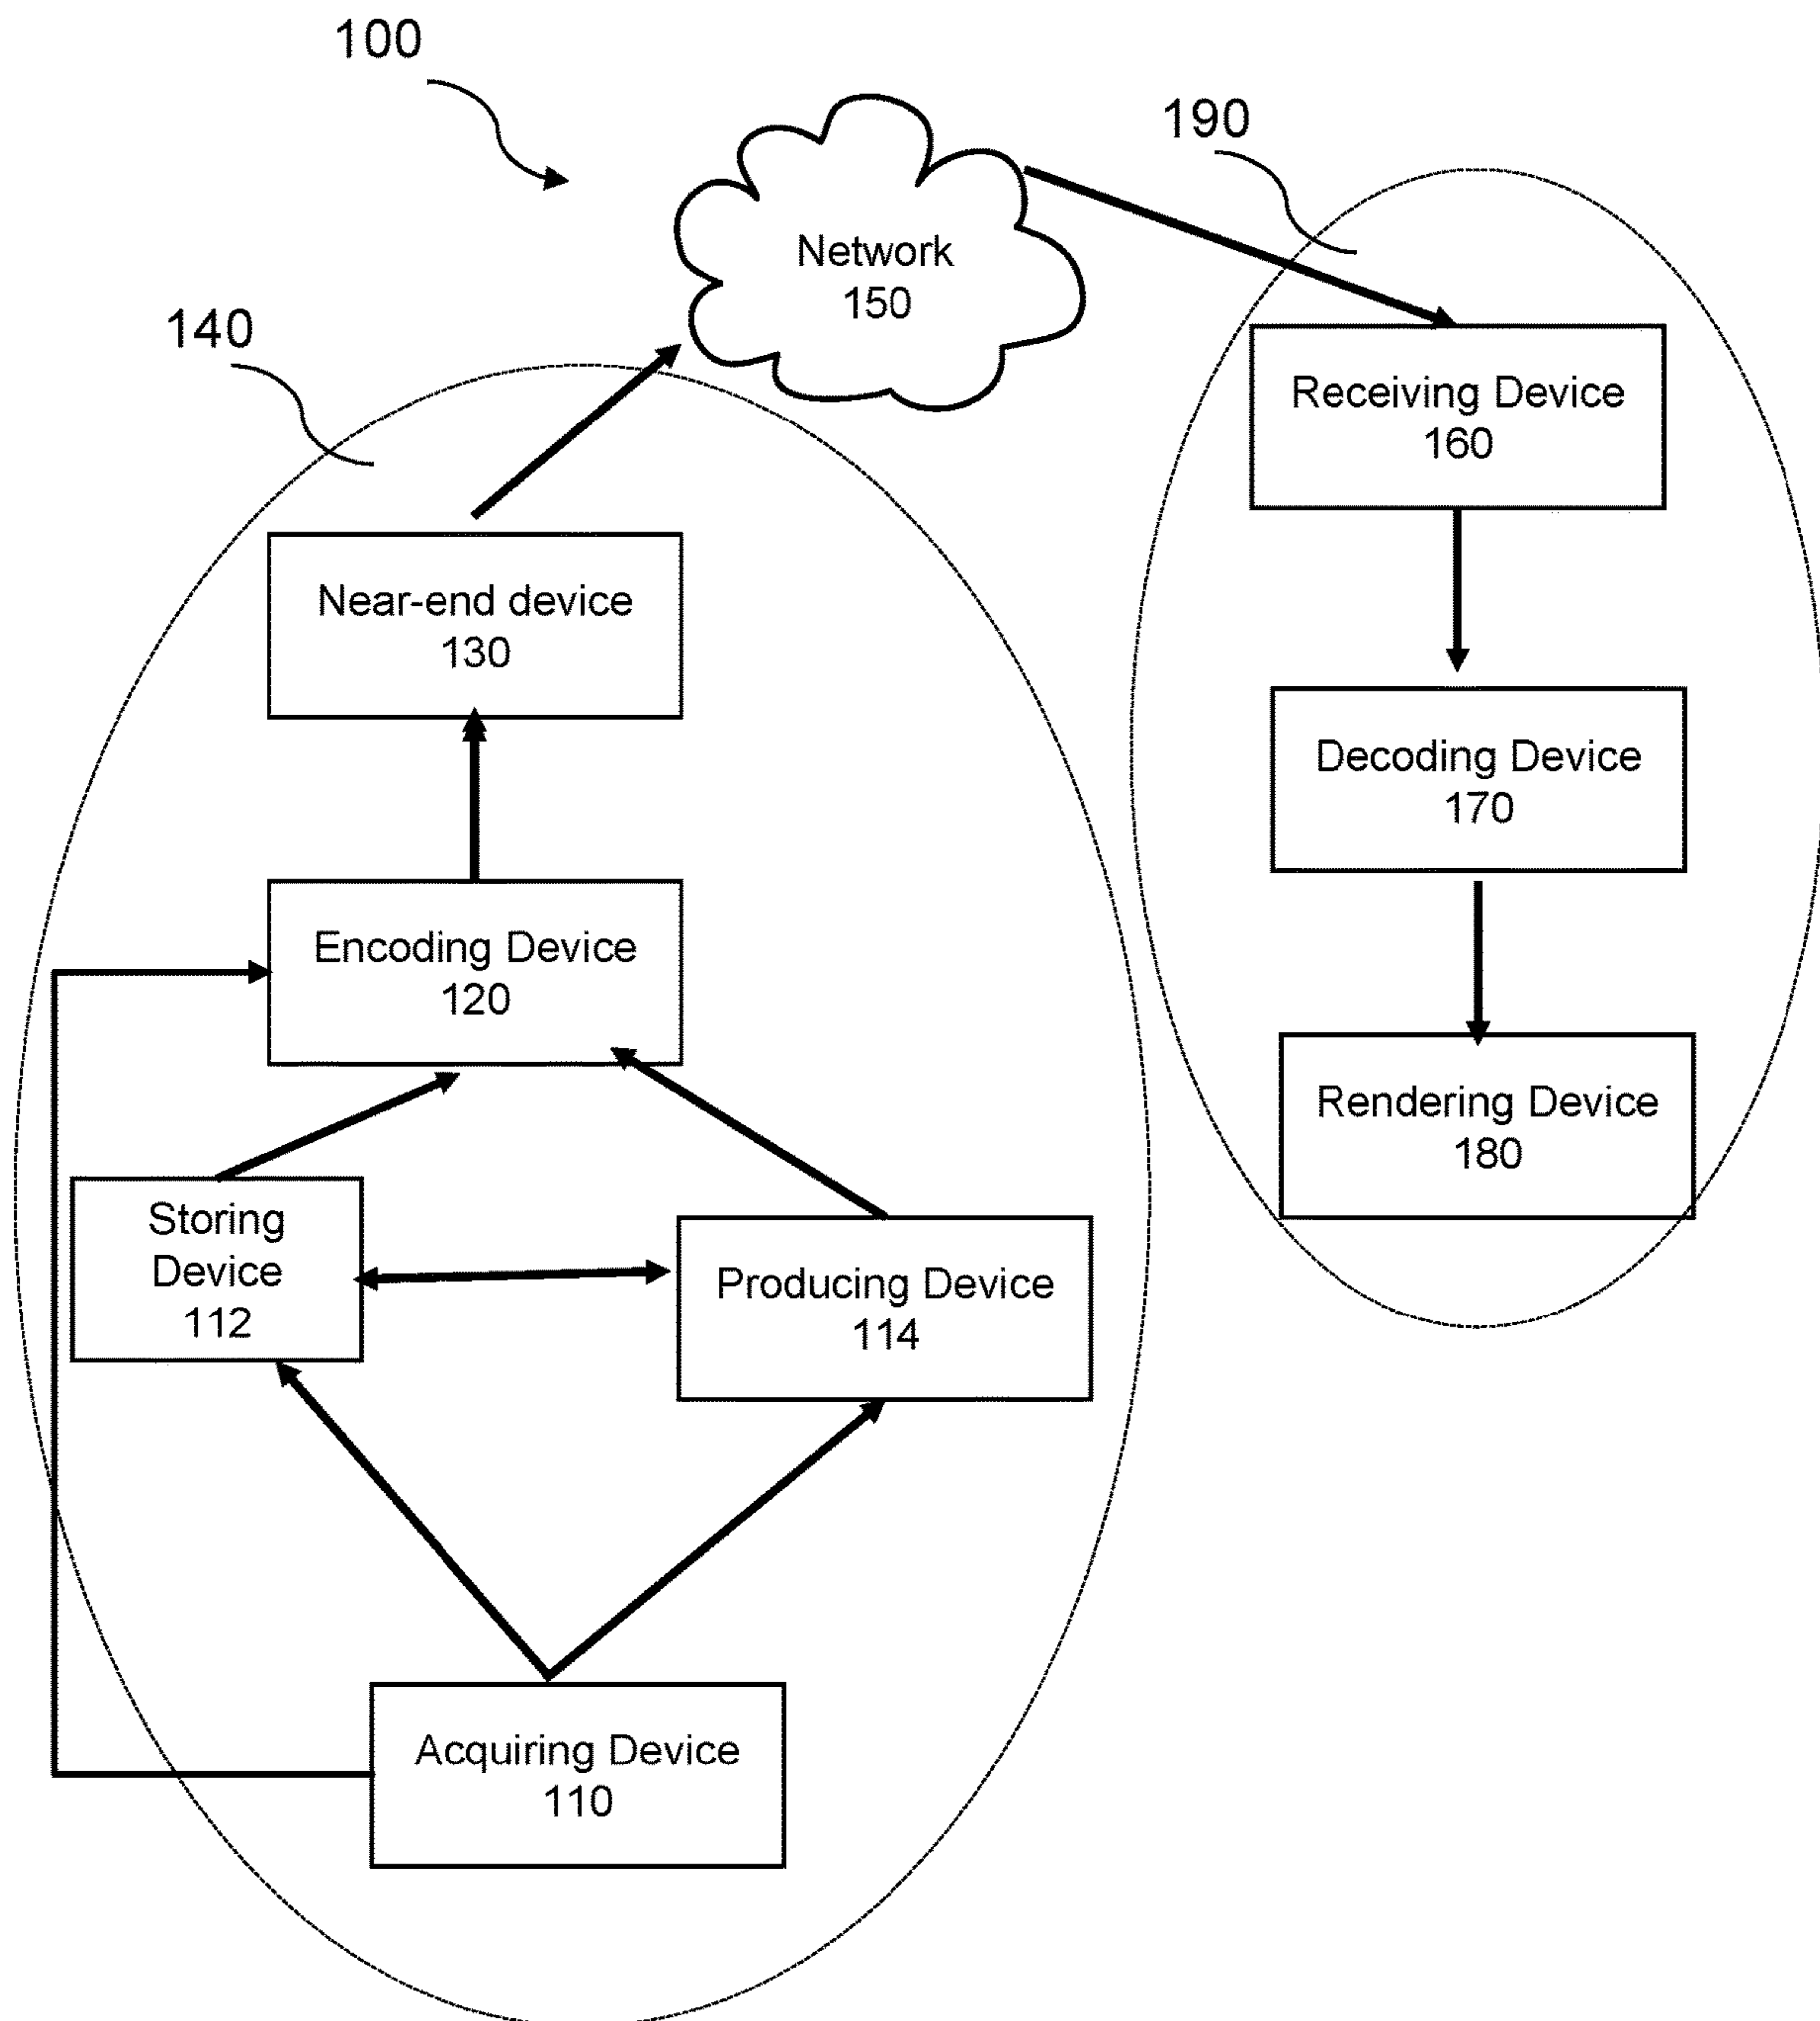 100
190
Network
150
140
Receiving Device
160
Near-end device
130
Decoding Device
170
Encoding Device
120
Rendering Device
180
Storing
Device
112
Producing Device
114
Acquiring Device
110